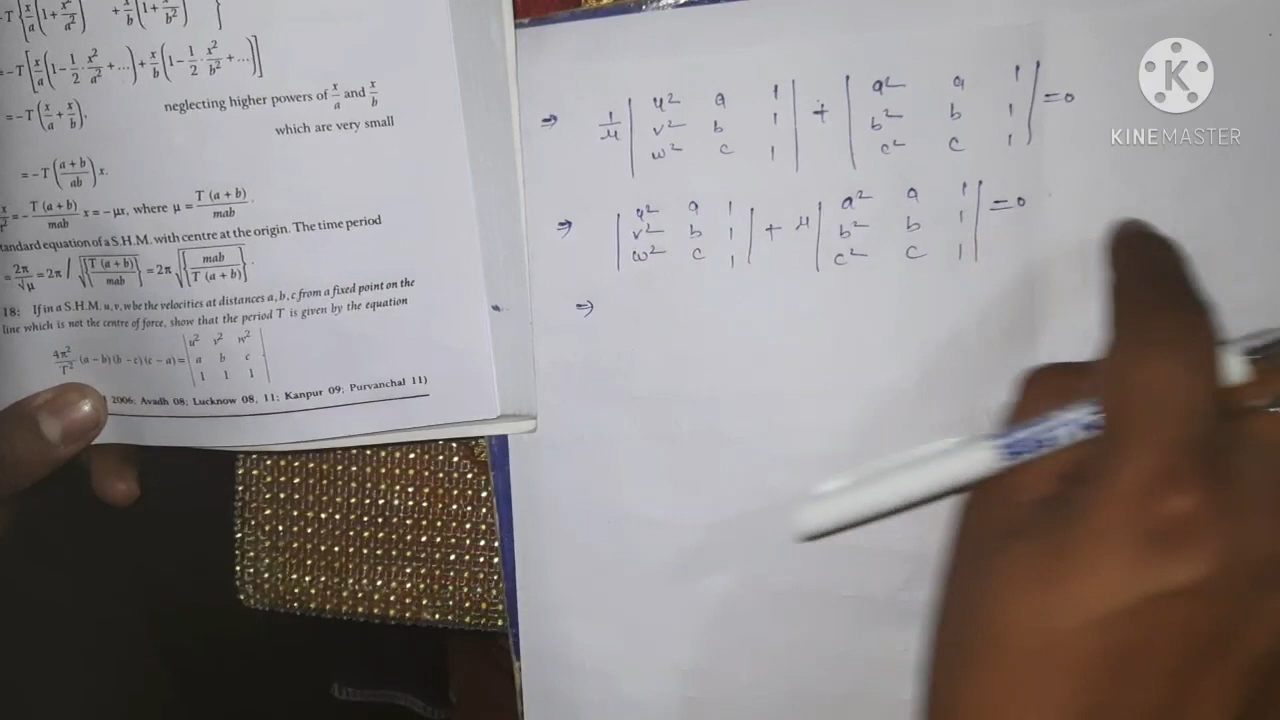 -T {x/a (1+x²/a²) + x/b (1+x/b²) }
= -T [x/a (1 - 1/2 · x²/a² + ...) + x/b (1 - 1/2 · x²/b² + ...)]
= -T (x/a + x/b), neglecting higher powers of x/a and x/b
which are very small
= -T ((a+b)/ab) x.
= - T (a+b)/mab x = -μx, where μ = T (a+b)/mab.
tandard equation of a S.H.M. with centre at the origin. The time period
= 2π/√μ = 2π / √{T (a+b)/mab} = 2π √{mab/T (a+b)}.
18: If in a S.H.M. u, v, w be the velocities at distances a, b, c from a fixed point on the
line which is not the centre of force, show that the period T is given by the equation
4π²/T² (a-b)(b-c)(c-a) = | u² v² w² |
| a b c |
| 1 1 1 |
2006; Avadh 08; Lucknow 08, 11; Kanpur 09; Purvanchal 11)
⇒ 1/μ | u² a 1 | + | a² a 1 | = 0
| v² b 1 | | b² b 1 |
| w² c 1 | | c² c 1 |
⇒ | u² a 1 | + μ | a² a 1 | = 0
| v² b 1 | | b² b 1 |
| w² c 1 | | c² c 1 |
⇒
K
KINEMASTER